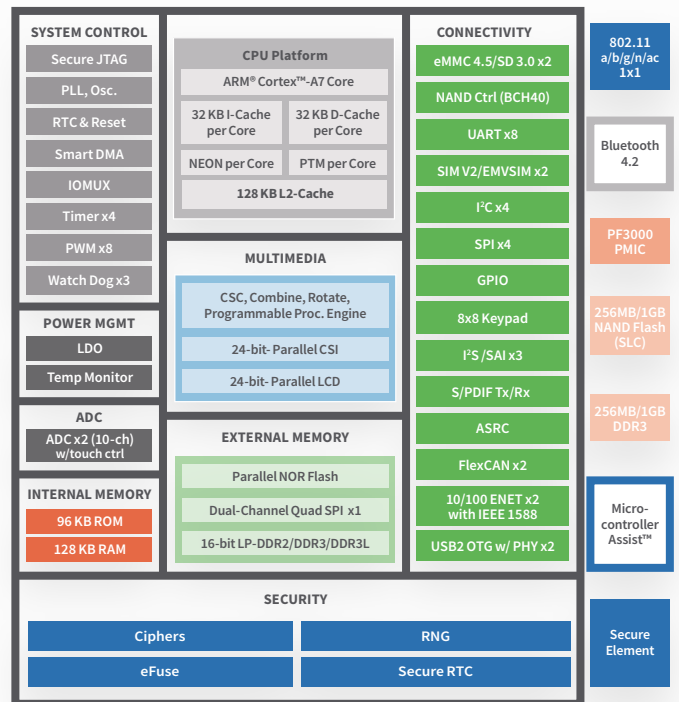 SYSTEM CONTROL
Secure JTAG
PLL, Osc.
RTC & Reset
Smart DMA
IOMUX
Timer x4
PWM x8
Watch Dog x3
POWER MGMT
LDO
Temp Monitor
ADC
ADC x2 (10-ch)
w/touch ctrl
INTERNAL MEMORY
96 KB ROM
128 KB RAM
CPU Platform
ARM® Cortex™-A7 Core
32 KB I-Cache
per Core
32 KB D-Cache
per Core
NEON per Core
PTM per Core
128 KB L2-Cache
MULTIMEDIA
CSC, Combine, Rotate,
Programmable Proc. Engine
24-bit- Parallel CSI
24-bit- Parallel LCD
EXTERNAL MEMORY
Parallel NOR Flash
Dual-Channel Quad SPI x1
16-bit LP-DDR2/DDR3/DDR3L
CONNECTIVITY
eMMC 4.5/SD 3.0 x2
NAND Ctrl (BCH40)
UART x8
SIM V2/EMVSIM x2
I²C x4
SPI x4
GPIO
8x8 Keypad
I²S /SAI x3
S/PDIF Tx/Rx
ASRC
FlexCAN x2
10/100 ENET x2
with IEEE 1588
USB2 OTG w/ PHY x2
SECURITY
Ciphers
RNG
eFuse
Secure RTC
802.11
a/b/g/n/ac
1x1
Bluetooth
4.2
PF3000
PMIC
256MB/1GB
NAND Flash
(SLC)
256MB/1GB
DDR3
Micro-
controller
Assist™
Secure
Element